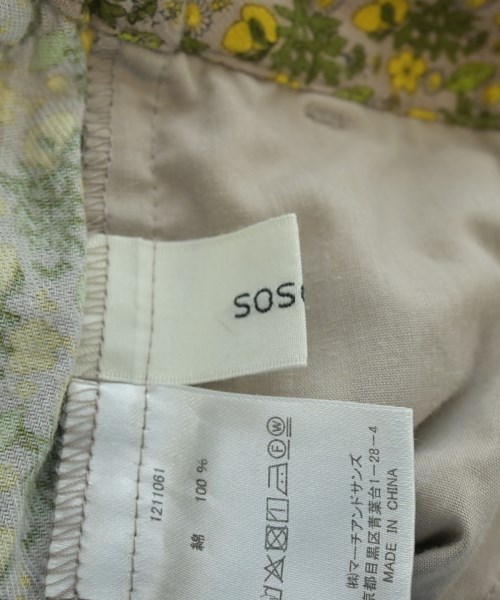 sos
1211061
綿 100 %
㈱マーチアンドサンズ
京都目黒区青葉台1-28-4
MADE IN CHINA